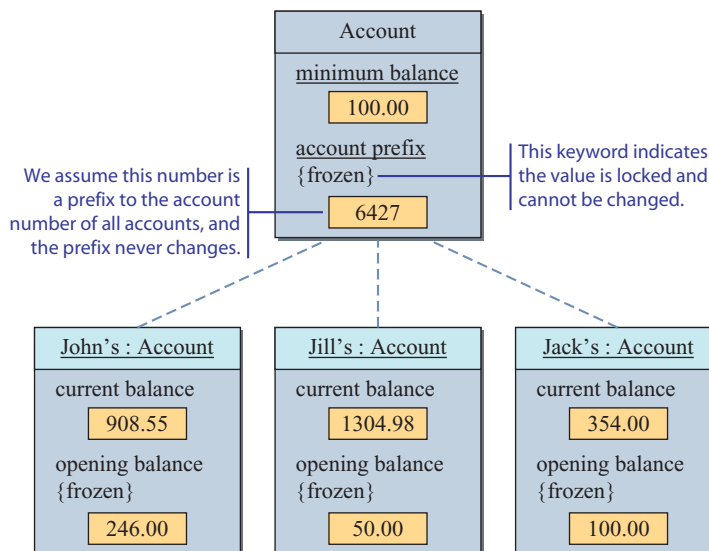 Account
minimum balance
100.00
account prefix
{frozen}
6427
We assume this number is
a prefix to the account
number of all accounts, and
the prefix never changes.
This keyword indicates
the value is locked and
cannot be changed.
John's : Account
current balance
908.55
opening balance
{frozen}
246.00
Jill's : Account
current balance
1304.98
opening balance
{frozen}
50.00
Jack's : Account
current balance
354.00
opening balance
{frozen}
100.00